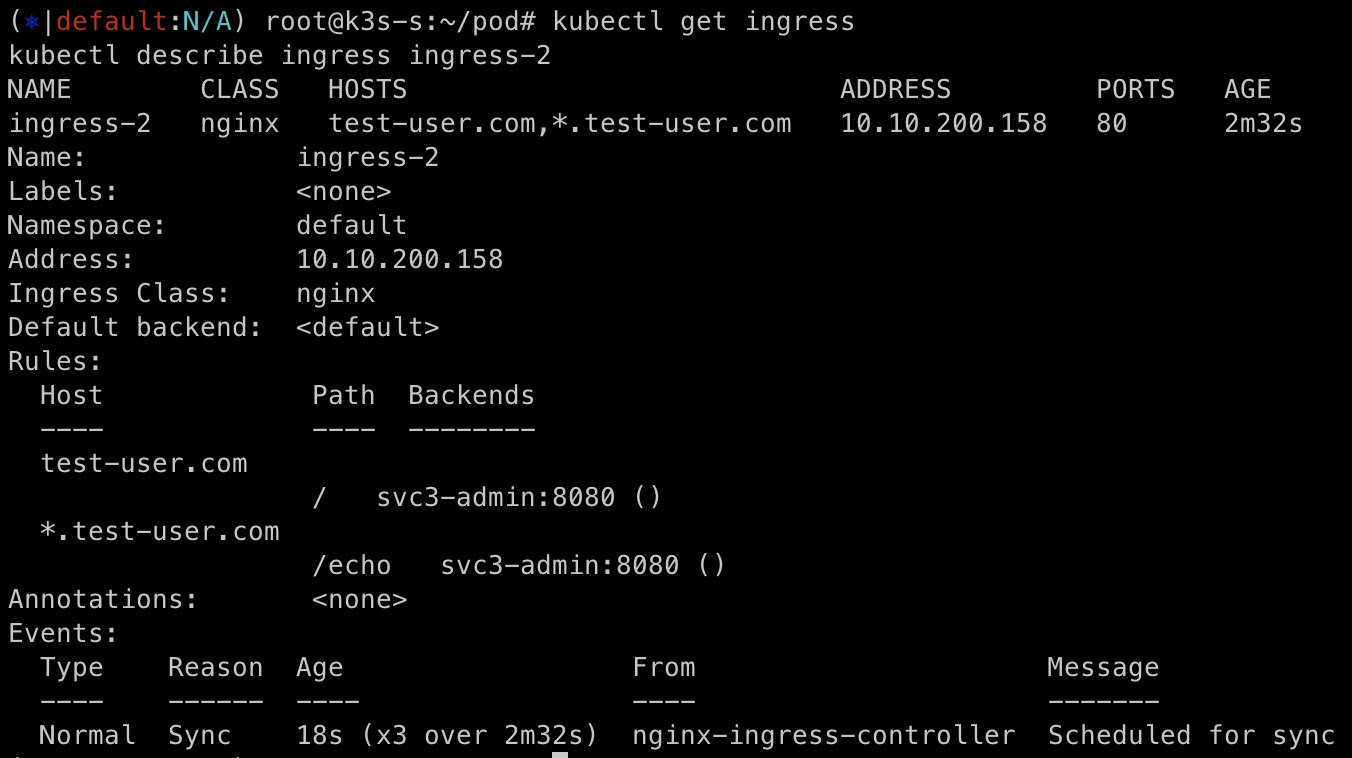 (⎈|default:N/A) root@k3s-s:~/pod# kubectl get ingress
kubectl describe ingress ingress-2
NAME        CLASS   HOSTS                           ADDRESS         PORTS   AGE
ingress-2   nginx   test-user.com,*.test-user.com   10.10.200.158   80      2m32s
Name:             ingress-2
Labels:           <none>
Namespace:        default
Address:          10.10.200.158
Ingress Class:    nginx
Default backend:  <default>
Rules:
  Host             Path  Backends
  ----             ----  --------
  test-user.com
                   /   svc3-admin:8080 ()
  *.test-user.com
                   /echo   svc3-admin:8080 ()
Annotations:       <none>
Events:
  Type    Reason  Age                  From                      Message
  ----    ------  ----                 ----                      -------
  Normal  Sync    18s (x3 over 2m32s)  nginx-ingress-controller  Scheduled for sync